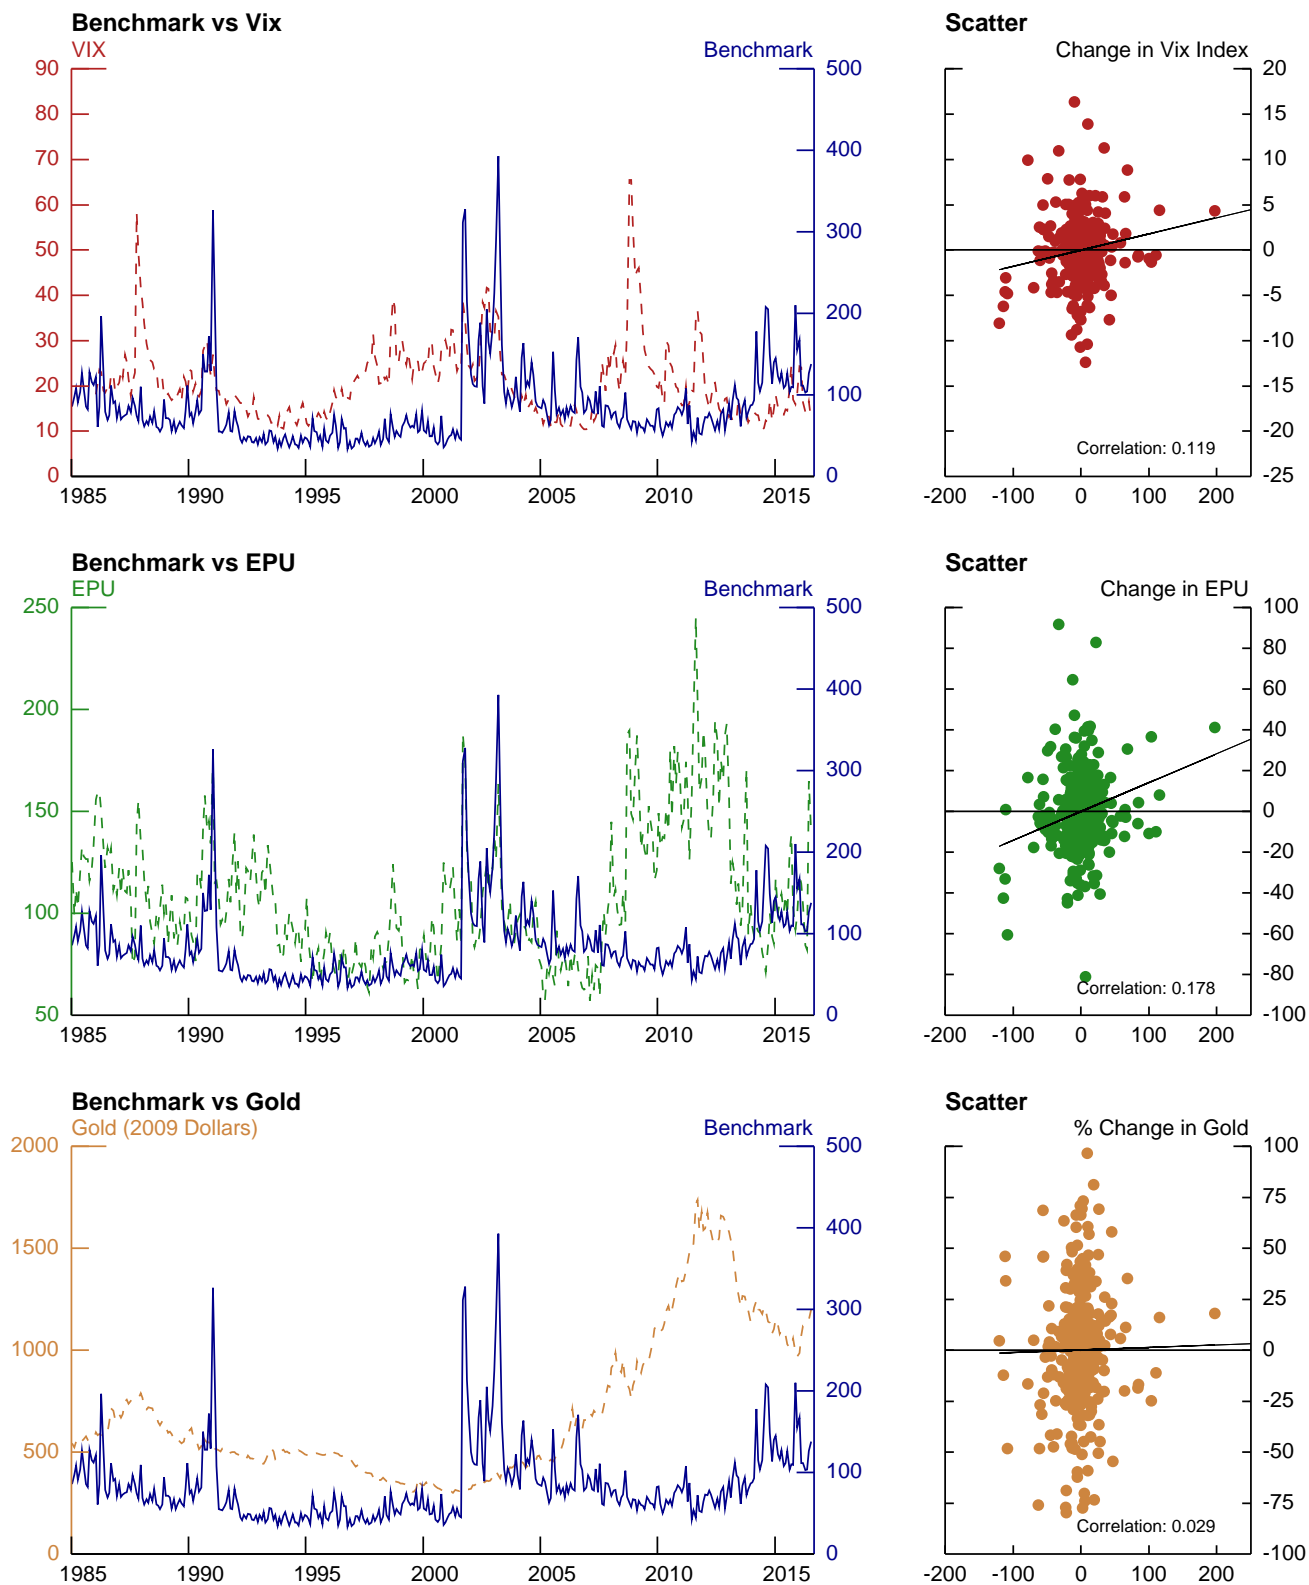 Benchmark vs Vix
VIX
Benchmark
90
80
70
60
50
40
30
20
10
0
500
400
300
200
100
0
1985 1990 1995 2000 2005 2010 2015
Scatter
Change in Vix Index
20
15
10
5
0
-5
-10
-15
-20
-25
Correlation: 0.119
-200 -100 0 100 200
Benchmark vs EPU
EPU
Benchmark
250
200
150
100
50
500
400
300
200
100
0
1985 1990 1995 2000 2005 2010 2015
Scatter
Change in EPU
100
80
60
40
20
0
-20
-40
-60
-80
-100
Correlation: 0.178
-200 -100 0 100 200
Benchmark vs Gold
Gold (2009 Dollars)
Benchmark
2000
1500
1000
500
0
500
400
300
200
100
0
1985 1990 1995 2000 2005 2010 2015
Scatter
% Change in Gold
100
75
50
25
0
-25
-50
-75
-100
Correlation: 0.029
-200 -100 0 100 200